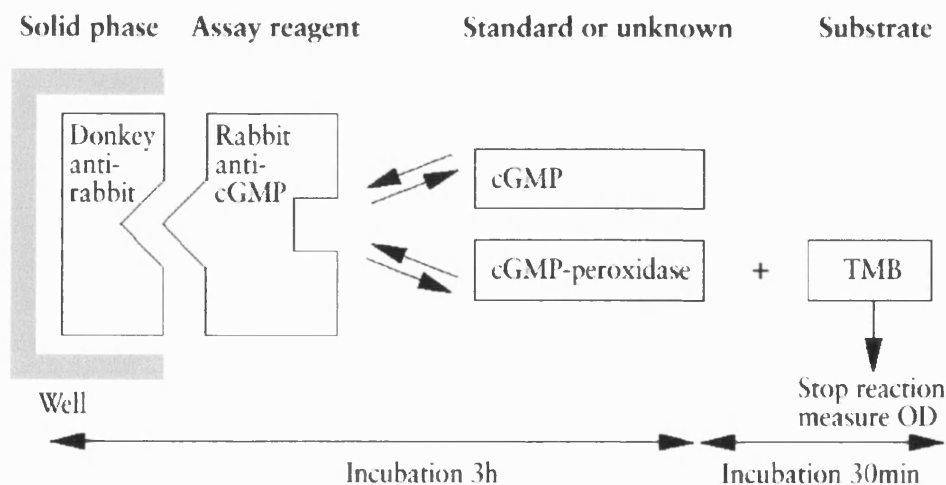 Solid phase Assay reagent Standard or unknown Substrate
Donkey
anti-
rabbit
Rabbit
anti-
cGMP
cGMP
cGMP-peroxidase + TMB
Well
Stop reaction
measure OD
Incubation 3h Incubation 30min